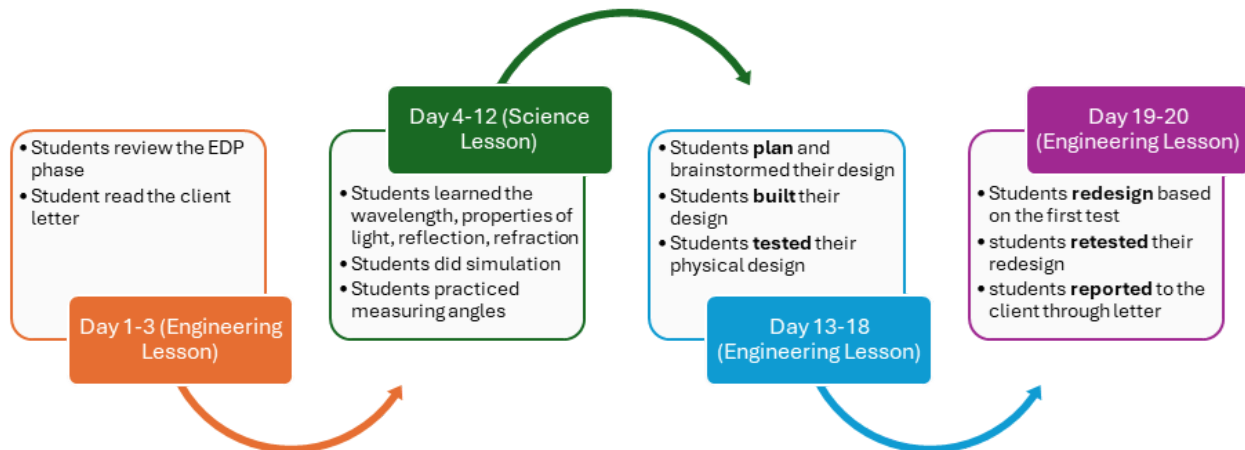 • Students review the EDP
phase
• Student read the client
letter
Day 1-3 (Engineering
Lesson)
Day 4-12 (Science
Lesson)
• Students learned the
wavelength, properties of
light, reflection, refraction
• Students did simulation
• Students practiced
measuring angles
• Students plan and
brainstormed their design
• Students built their
design
• Students tested their
physical design
Day 13-18
(Engineering Lesson)
Day 19-20
(Engineering Lesson)
• Students redesign based
on the first test
• students retested their
redesign
• students reported to the
client through letter